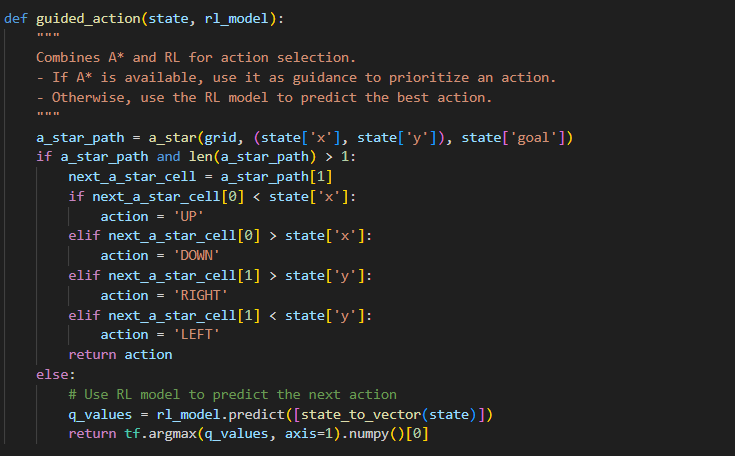 def guided_action(state, rl_model):
    """
    Combines A* and RL for action selection.
    - If A* is available, use it as guidance to prioritize an action.
    - Otherwise, use the RL model to predict the best action.
    """
    a_star_path = a_star(grid, (state['x'], state['y']), state['goal'])
    if a_star_path and len(a_star_path) > 1:
        next_a_star_cell = a_star_path[1]
        if next_a_star_cell[0] < state['x']:
            action = 'UP'
        elif next_a_star_cell[0] > state['x']:
            action = 'DOWN'
        elif next_a_star_cell[1] > state['y']:
            action = 'RIGHT'
        elif next_a_star_cell[1] < state['y']:
            action = 'LEFT'
        return action
    else:
        # Use RL model to predict the next action
        q_values = rl_model.predict([state_to_vector(state)])
        return tf.argmax(q_values, axis=1).numpy()[0]